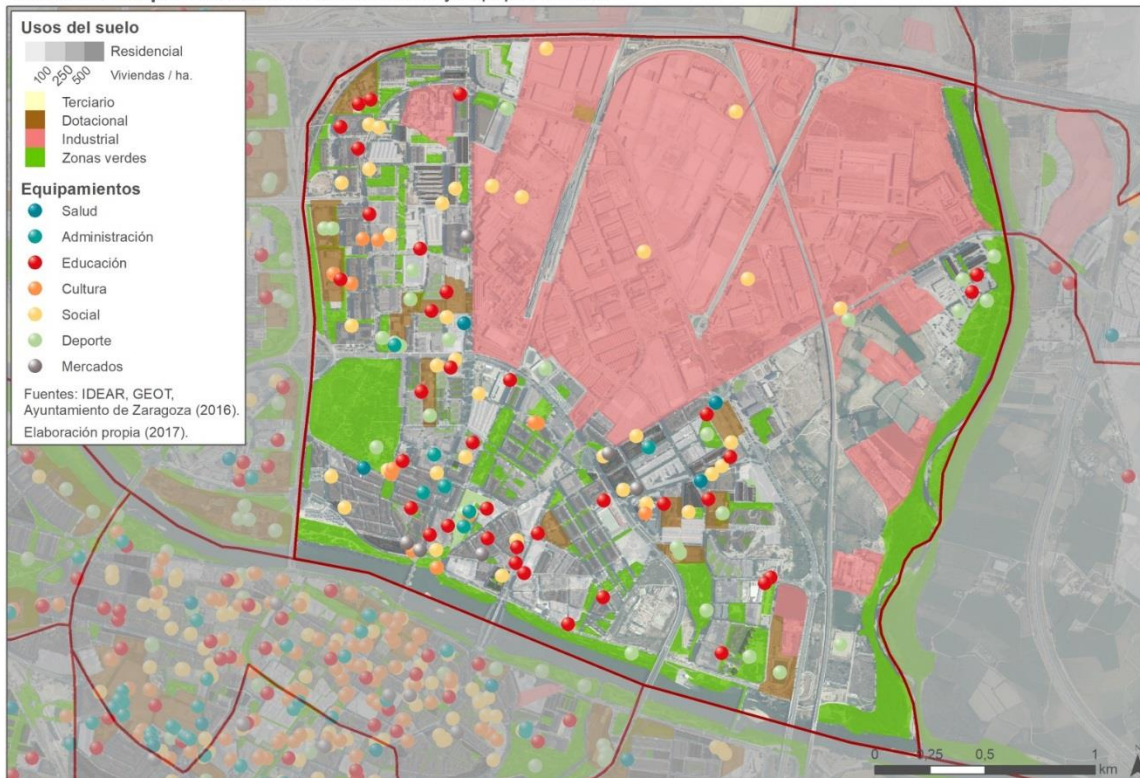 Usos del suelo
Residencial
100 250 500 Viviendas / ha.
Terciario
Dotacional
Industrial
Zonas verdes
Equipamientos
Salud
Administración
Educación
Cultura
Social
Deporte
Mercados
Fuentes: IDEAR, GEOT,
Ayuntamiento de Zaragoza (2016).
Elaboración propia (2017).
0 0,25 0,5 1
km